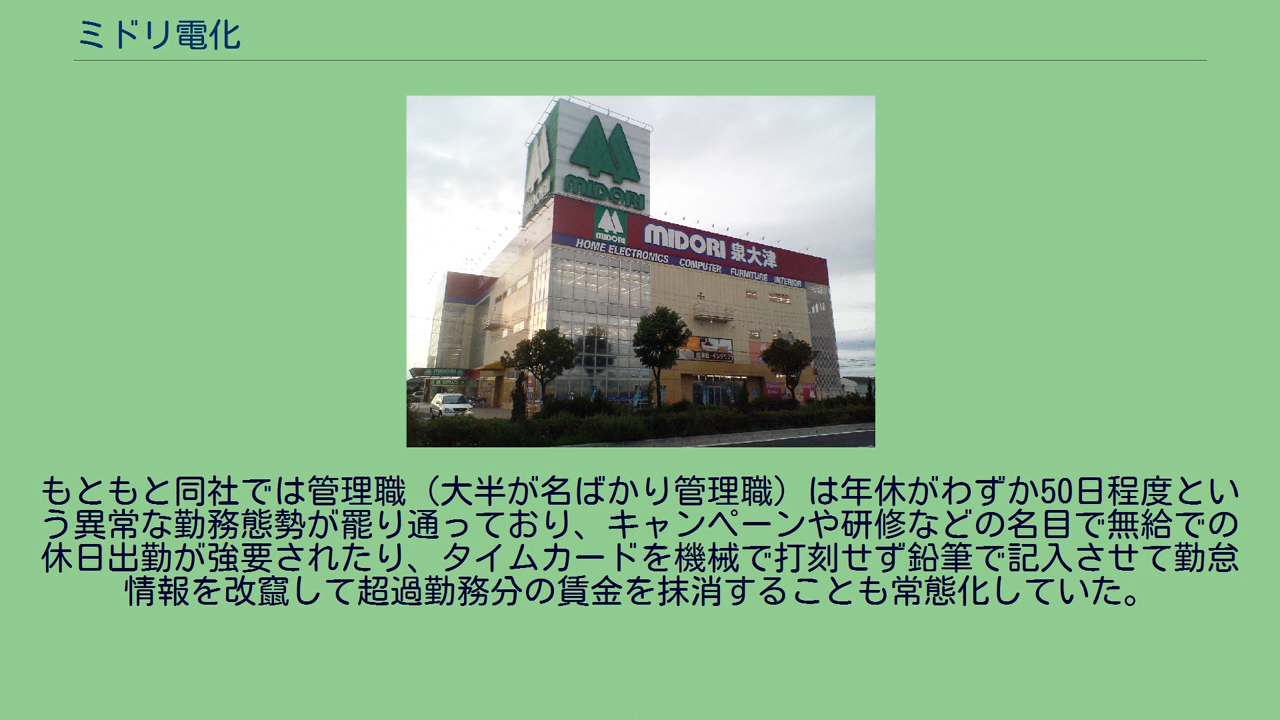 ミドリ電化
MIDORI
MIDORI
MIDORI 泉大津
HOME ELECTRONICS COMPUTER FURNITURE INTERIOR
もともと同社では管理職（大半が名ばかり管理職）は年休がわずか50日程度とい
う異常な勤務態勢が罷り通っており、キャンペーンや研修などの名目で無給での
休日出勤が強要されたり、タイムカードを機械で打刻せず鉛筆で記入させて勤怠
情報を改竄して超過勤務分の賃金を抹消することも常態化していた。